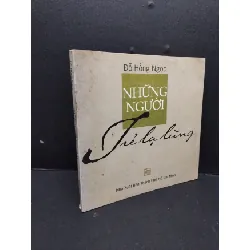 Đỗ Hồng Ngọc
NHỮNG
NGƯỜI
Trẻ lạ lùng